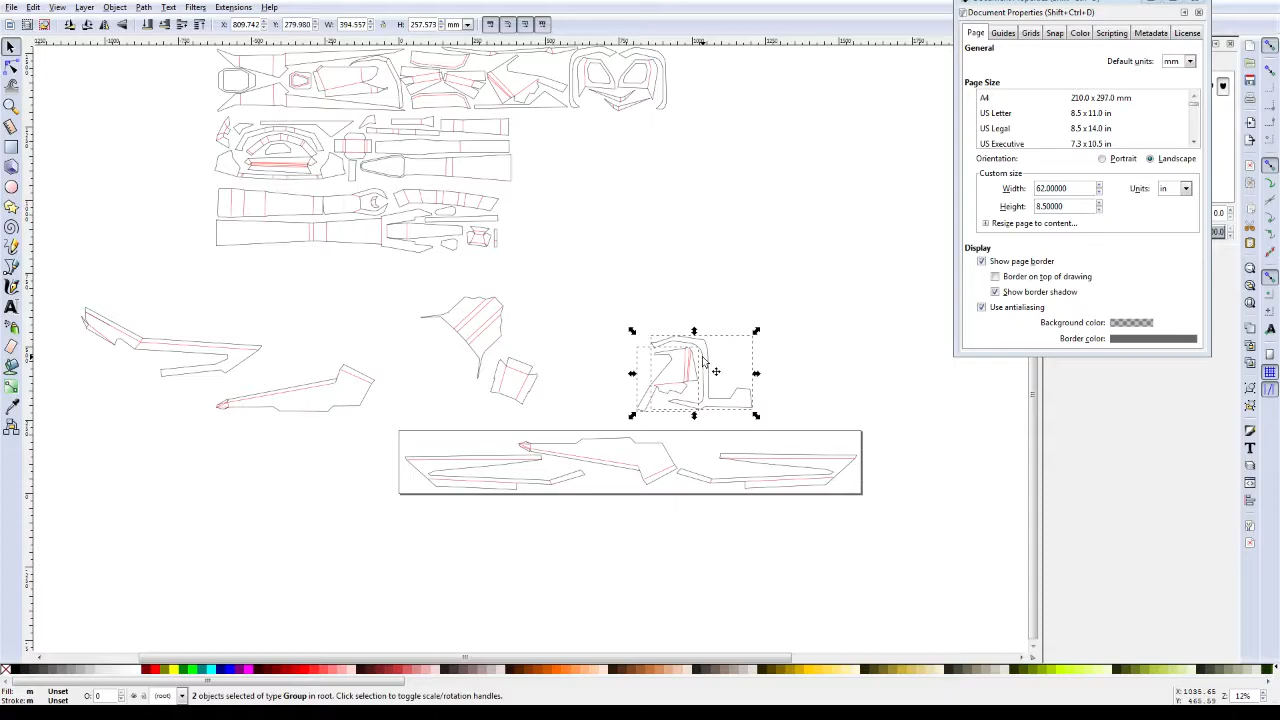 File Edit View Layer Object Path Text Filters Extensions Help
X: 809.742 Y: 279.980 W: 394.557 H: 257.573 mm
Document Properties (Shift+Ctrl+D)
Page Guides Grids Snap Color Scripting Metadata License
General
Default units: mm
Page Size
A4 210.0 x 297.0 mm
US Letter 8.5 x 11.0 in
US Legal 8.5 x 14.0 in
US Executive 7.3 x 10.5 in
Orientation: Portrait Landscape
Custom size
Width: 62.00000 Units: in
Height: 8.50000
Resize page to content...
Display
Show page border
Border on top of drawing
Show border shadow
Use antialiasing
Background color:
Border color:
Fill: m Unset
Stroke: m Unset
O: 0
(root)
2 objects selected of type Group in root. Click selection to toggle scale/rotation handles.
Z: 12%